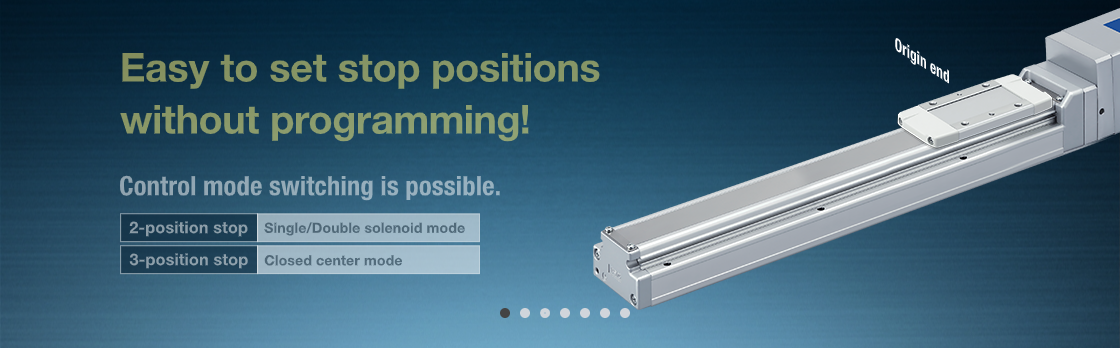 Easy to set stop positions
without programming!
Origin end
Control mode switching is possible.
2-position stop Single/Double solenoid mode
3-position stop Closed center mode